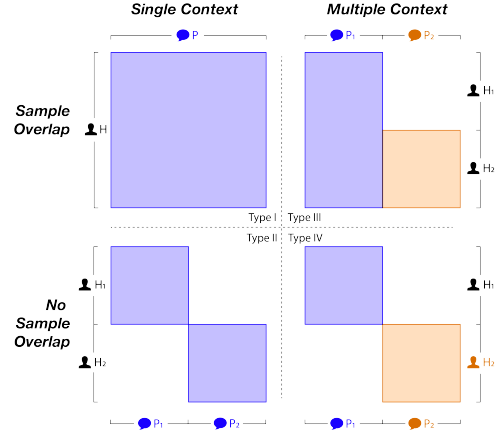 Single Context
Multiple Context
P
P1
P2
Sample
Overlap
H
H1
H2
Type I
Type III
Type II
Type IV
No
Sample
Overlap
H1
H2
H1
H2
P1
P2
P1
P2